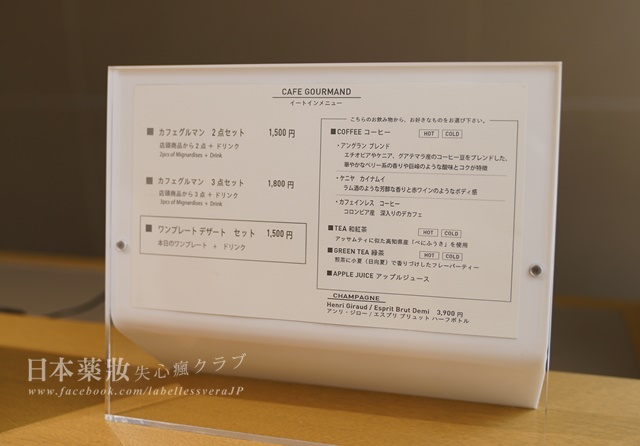 CAFE GOURMAND
イートインメニュー
■ カフェグルマン 2点セット 1,500円
店頭商品から2点 + ドリンク
2pcs of Mignardises + Drink
■ カフェグルマン 3点セット 1,800円
店頭商品から3点 + ドリンク
3pcs of Mignardises + Drink
■ ワンプレートデザート セット 1,500円
本日のワンプレート + ドリンク
こちらのお飲み物から、お好きなものをお選び下さい。
■COFFEE コーヒー HOT COLD
・アングラン ブレンド
エチオピアやケニア、グアテマラ産のコーヒー豆をブレンドした、
華やかなベリー系の香りや巨峰のような酸味とコクが特徴
・ケニヤ カイナムイ
ラム酒のような芳醇な香りと赤ワインのようなボディ感
・カフェインレス コーヒー
コロンビア産 深入りのデカフェ
■TEA 和紅茶 HOT COLD
アッサムティに似た高知県産「べにふうき」を使用
■GREEN TEA 緑茶 HOT COLD
煎茶に小夏（日向夏）で香りづけしたフレーバーティー
■APPLE JUICE アップルジュース
CHAMPAGNE
Henri Giraud / Esprit Brut Demi 3,900円
アンリ・ジロー / エスプリ ブリュット ハーフボトル
日本薬妝 失心瘋クラブ
www.facebook.com/labellessveraJP